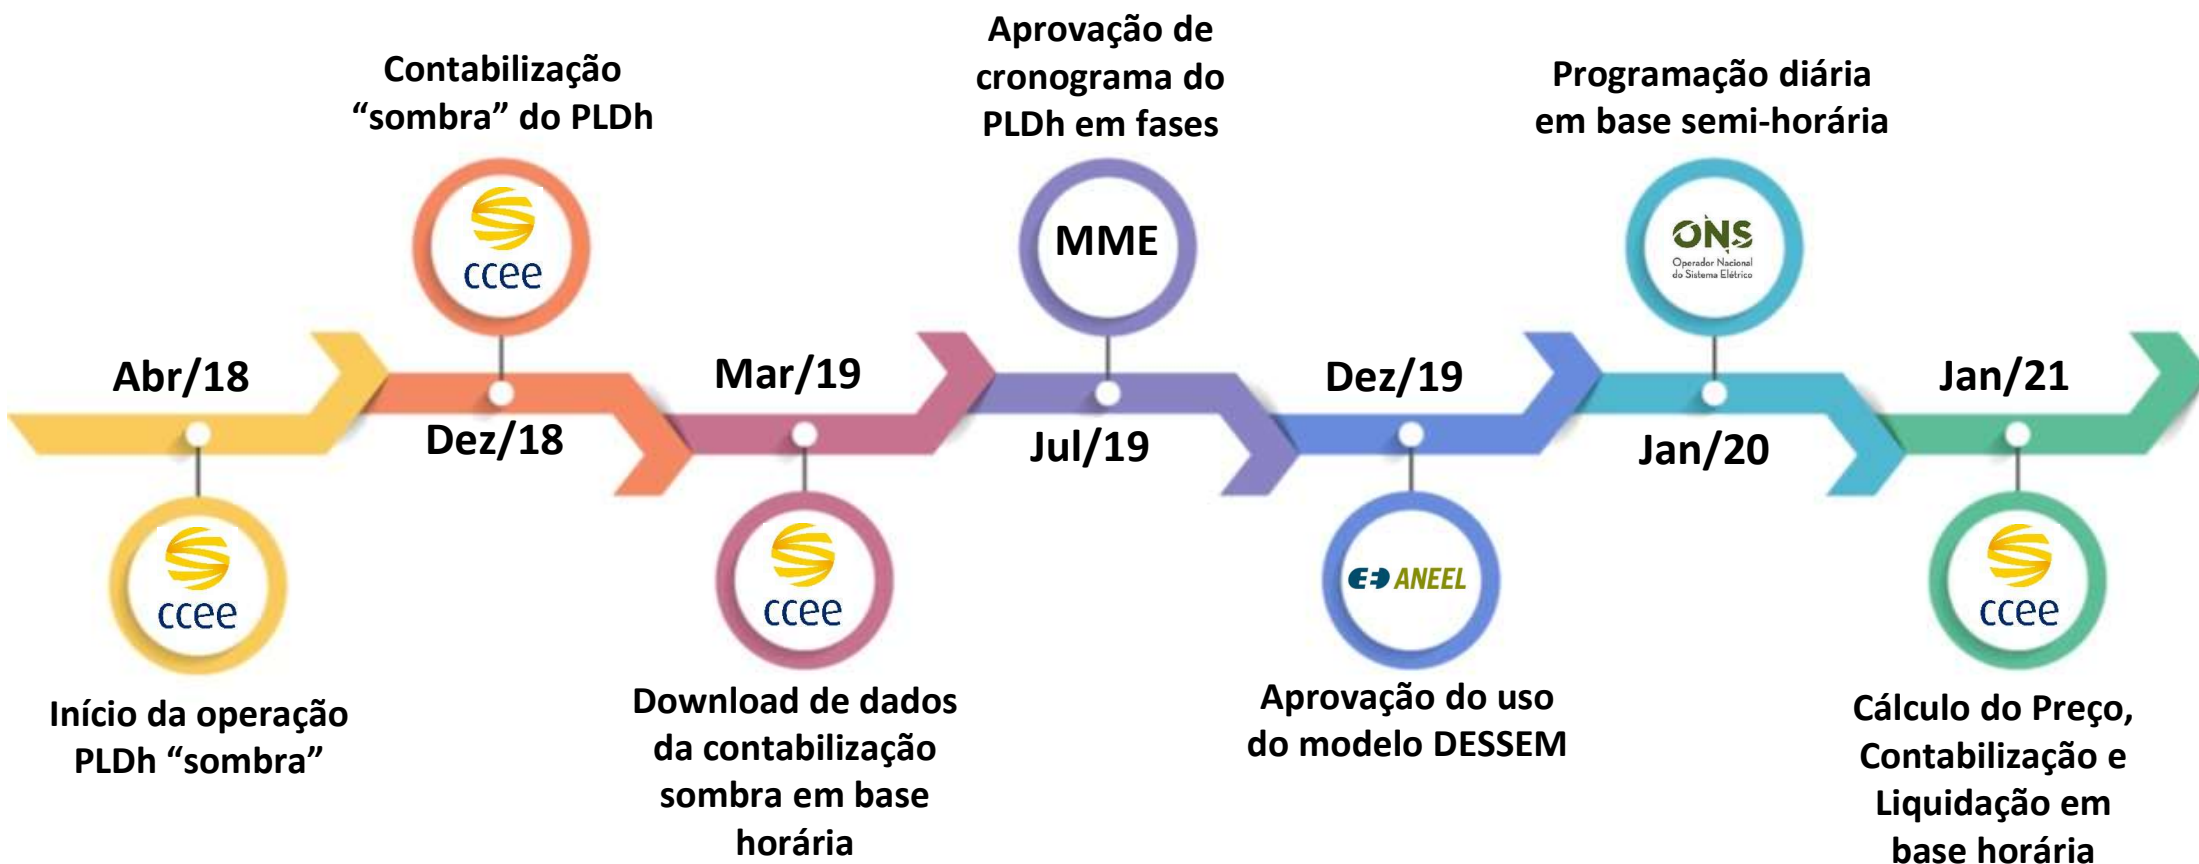 Abr/18
ccee
Início da operação
PLDh “sombra”
Contabilização
“sombra” do PLDh
ccee
Dez/18
Mar/19
ccee
Download de dados
da contabilização
sombra em base
horária
Aprovação de
cronograma do
PLDh em fases
MME
Jul/19
Dez/19
ANEEL
Aprovação do uso
do modelo DESSEM
Programação diária
em base semi-horária
ONS
Operador Nacional
do Sistema Elétrico
Jan/20
Jan/21
ccee
Cálculo do Preço,
Contabilização e
Liquidação em
base horária